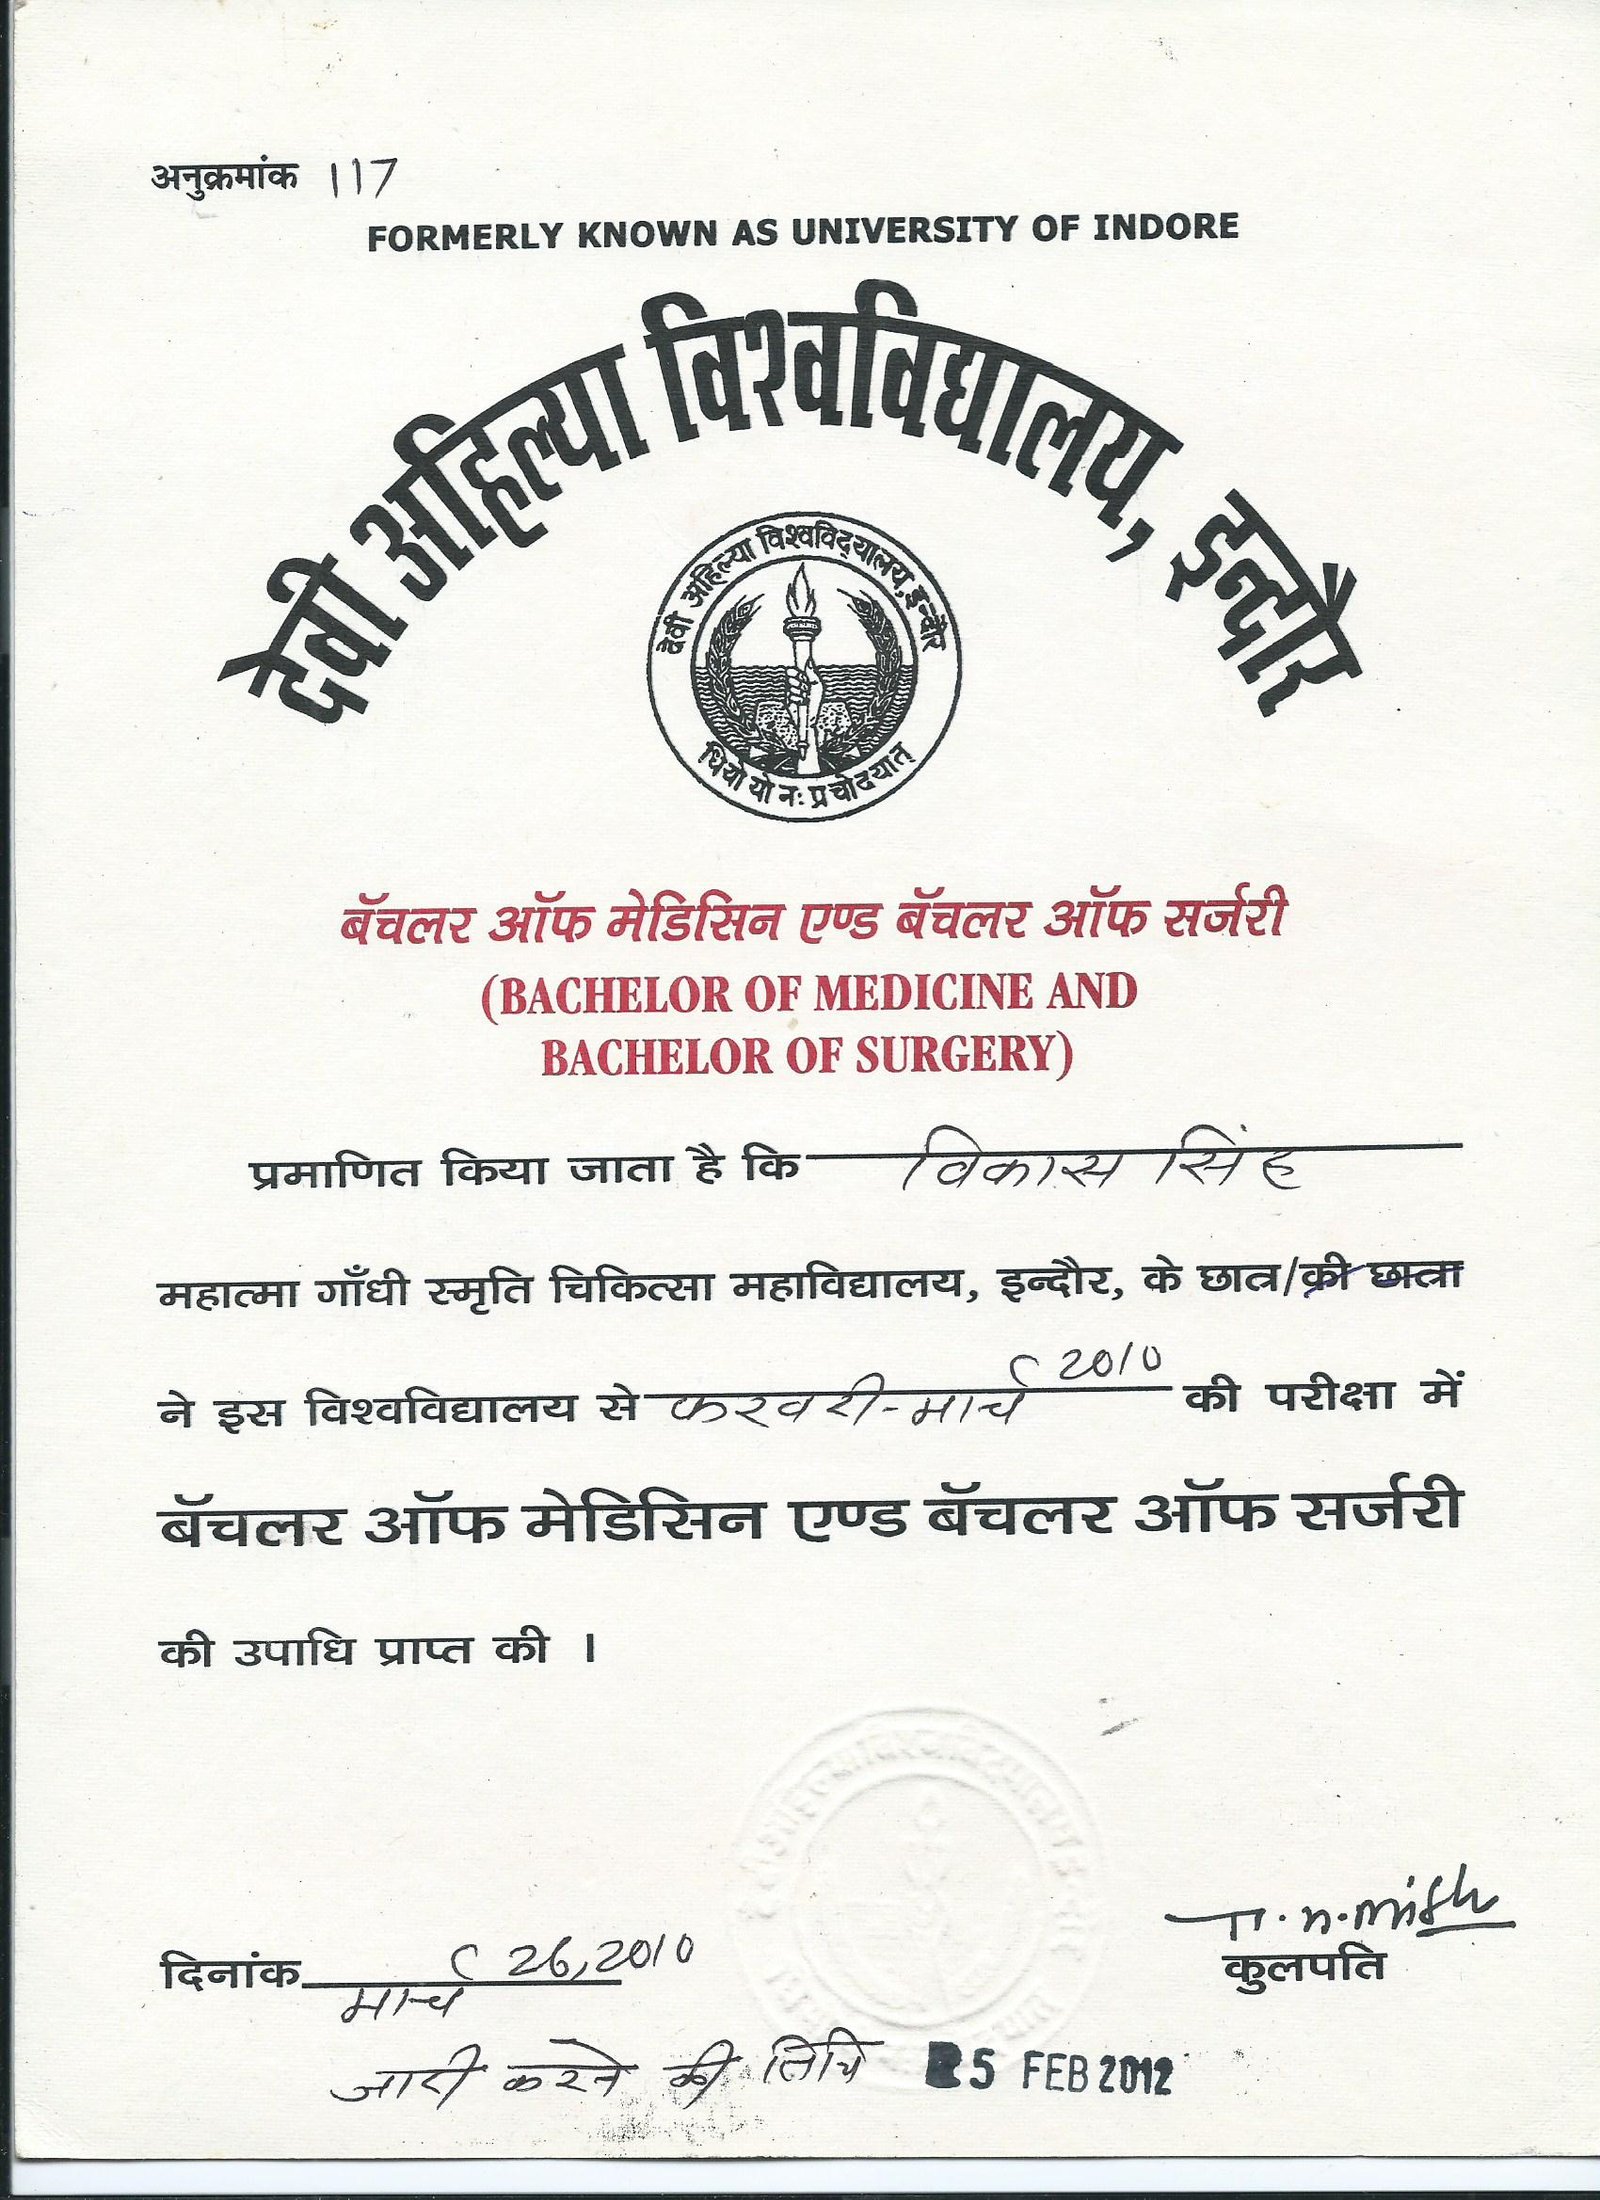 अनुक्रमांक 117
FORMERLY KNOWN AS UNIVERSITY OF INDORE
देवी अहिल्या विश्वविद्यालय, इन्दौर
देवी अहिल्या विश्वविद्यालय, इन्दौर
धियो यो नः प्रचोदयात्
बॅचलर ऑफ मेडिसिन एण्ड बॅचलर ऑफ सर्जरी
(BACHELOR OF MEDICINE AND
BACHELOR OF SURGERY)
प्रमाणित किया जाता है कि विकास सिंह
महात्मा गाँधी स्मृति चिकित्सा महाविद्यालय, इन्दौर, के छात्र/की छात्रा
ने इस विश्वविद्यालय से फरवरी-मार्च 2010 की परीक्षा में
बॅचलर ऑफ मेडिसिन एण्ड बॅचलर ऑफ सर्जरी
की उपाधि प्राप्त की ।
कुलपति
दिनांक मार्च 26, 2010
जारी करने की तिथि 5 FEB 2012